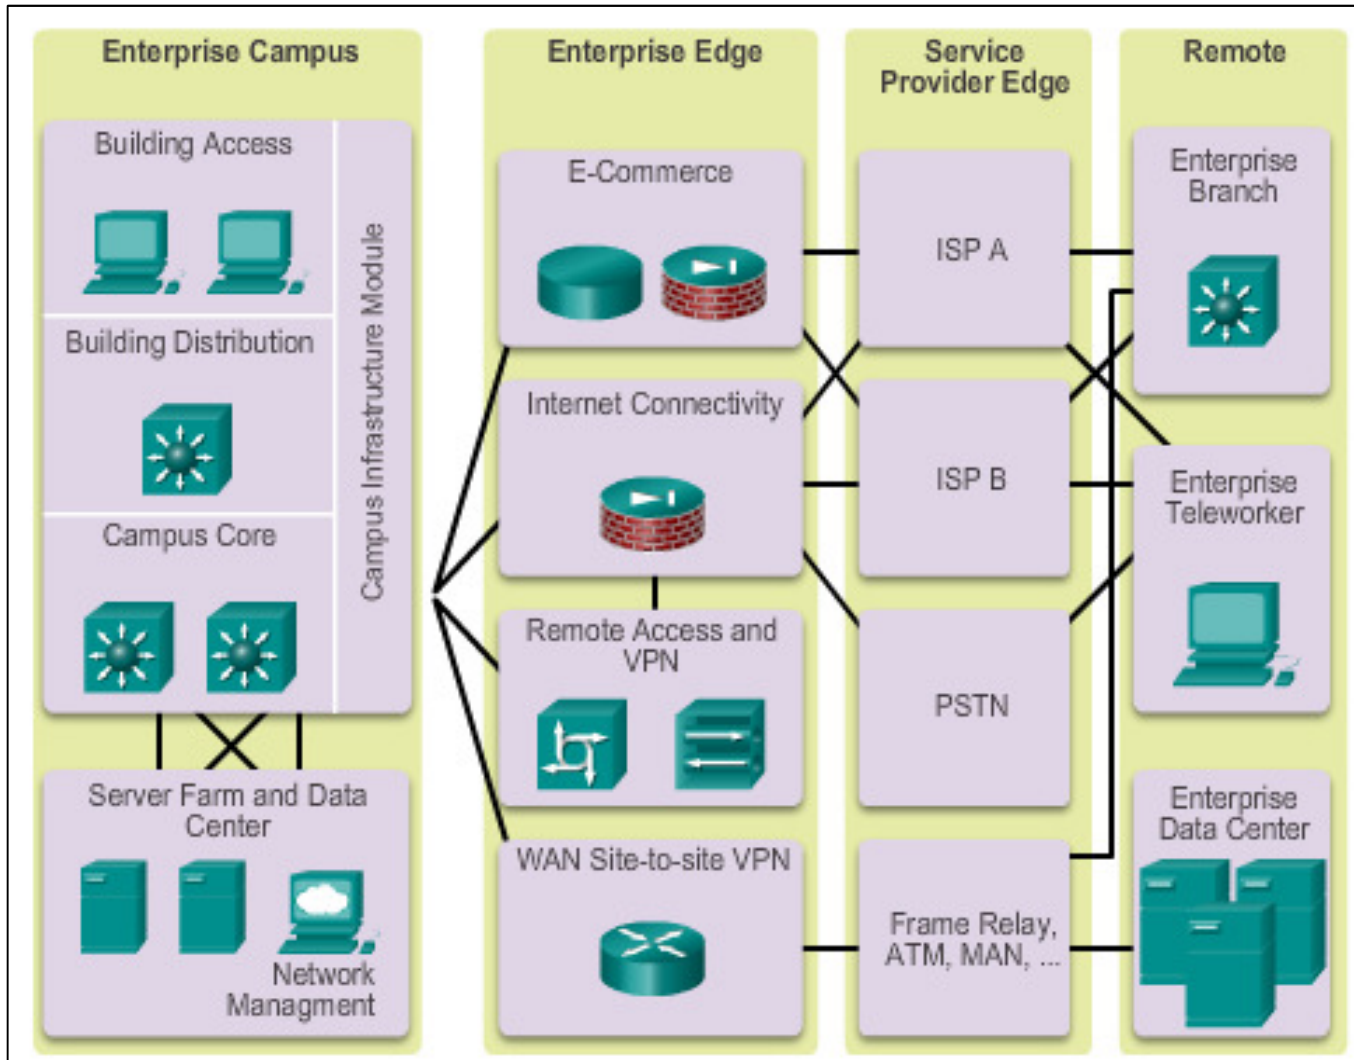 Enterprise Campus
Building Access
Building Distribution
Campus Core
Campus Infrastructure Module
Server Farm and Data
Center
Network
Managment
Enterprise Edge
E-Commerce
Internet Connectivity
Remote Access and
VPN
WAN Site-to-site VPN
Service
Provider Edge
ISP A
ISP B
PSTN
Frame Relay,
ATM, MAN, ...
Remote
Enterprise
Branch
Enterprise
Teleworker
Enterprise
Data Center